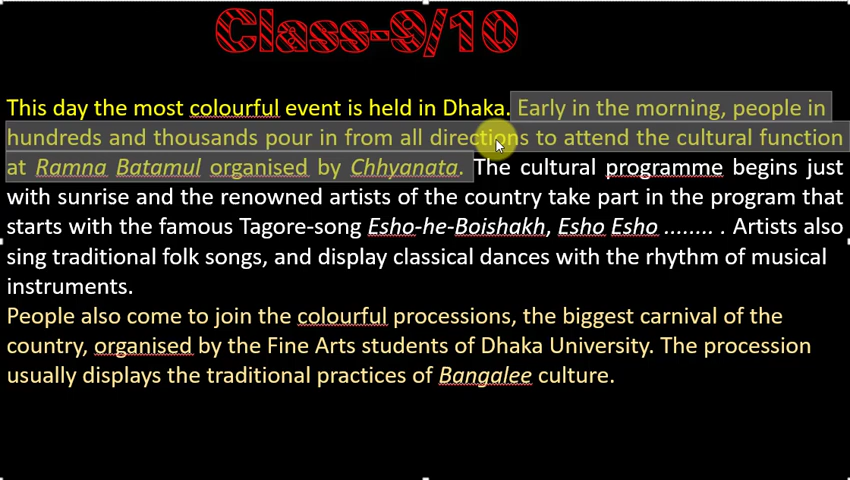 Class-9/10
This day the most colourful event is held in Dhaka. Early in the morning, people in
hundreds and thousands pour in from all directions to attend the cultural function
at Ramna Batamul organised by Chhyanata. The cultural programme begins just
with sunrise and the renowned artists of the country take part in the program that
starts with the famous Tagore-song Esho-he-Boishakh, Esho Esho ........ . Artists also
sing traditional folk songs, and display classical dances with the rhythm of musical
instruments.
People also come to join the colourful processions, the biggest carnival of the
country, organised by the Fine Arts students of Dhaka University. The procession
usually displays the traditional practices of Bangalee culture.